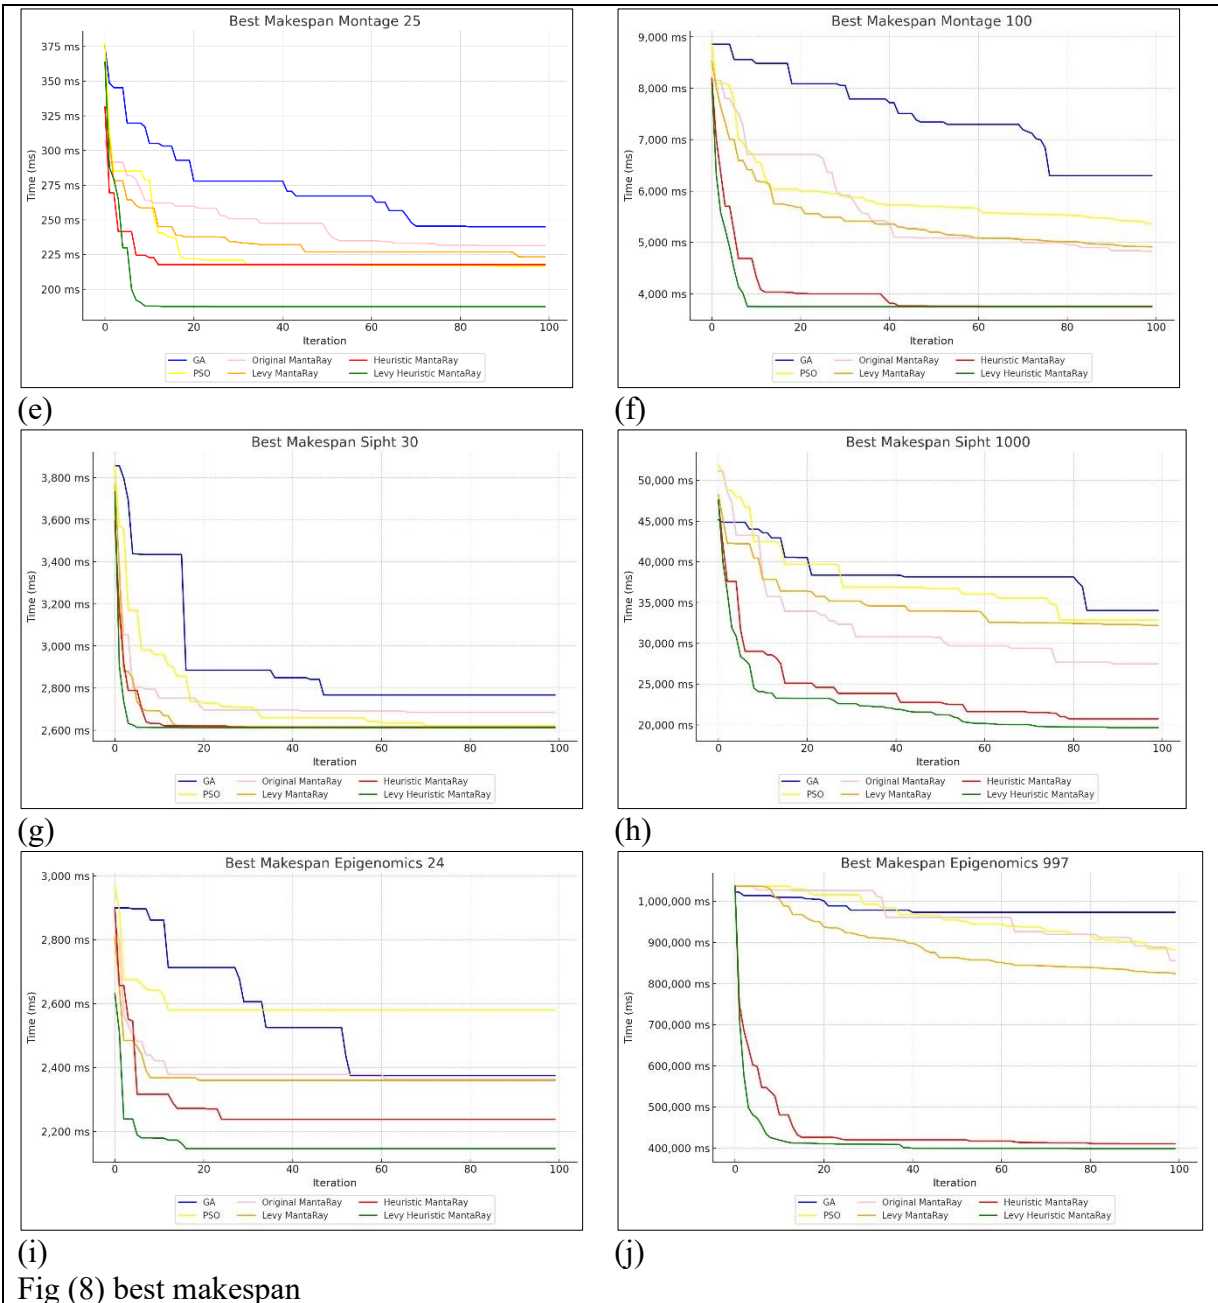 Best Makespan Montage 25
375 ms
350 ms
325 ms
300 ms
275 ms
250 ms
225 ms
200 ms
Time (ms)
0 20 40 60 80 100
Iteration
GA Original MantaRay Heuristic MantaRay
PSO Levy MantaRay Levy Heuristic MantaRay
(e)
Best Makespan Montage 100
9,000 ms
8,000 ms
7,000 ms
6,000 ms
5,000 ms
4,000 ms
Time (ms)
0 20 40 60 80 100
Iteration
GA Original MantaRay Heuristic MantaRay
PSO Levy MantaRay Levy Heuristic MantaRay
(f)
Best Makespan Sipht 30
3,800 ms
3,600 ms
3,400 ms
3,200 ms
3,000 ms
2,800 ms
2,600 ms
Time (ms)
0 20 40 60 80 100
Iteration
GA Original MantaRay Heuristic MantaRay
PSO Levy MantaRay Levy Heuristic MantaRay
(g)
Best Makespan Sipht 1000
50,000 ms
45,000 ms
40,000 ms
35,000 ms
30,000 ms
25,000 ms
20,000 ms
Time (ms)
0 20 40 60 80 100
Iteration
GA Original MantaRay Heuristic MantaRay
PSO Levy MantaRay Levy Heuristic MantaRay
(h)
Best Makespan Epigenomics 24
3,000 ms
2,800 ms
2,600 ms
2,400 ms
2,200 ms
Time (ms)
0 20 40 60 80 100
Iteration
GA Original MantaRay Heuristic MantaRay
PSO Levy MantaRay Levy Heuristic MantaRay
(i)
Best Makespan Epigenomics 997
1,000,000 ms
900,000 ms
800,000 ms
700,000 ms
600,000 ms
500,000 ms
400,000 ms
Time (ms)
0 20 40 60 80 100
Iteration
GA Original MantaRay Heuristic MantaRay
PSO Levy MantaRay Levy Heuristic MantaRay
(j)
Fig (8) best makespan